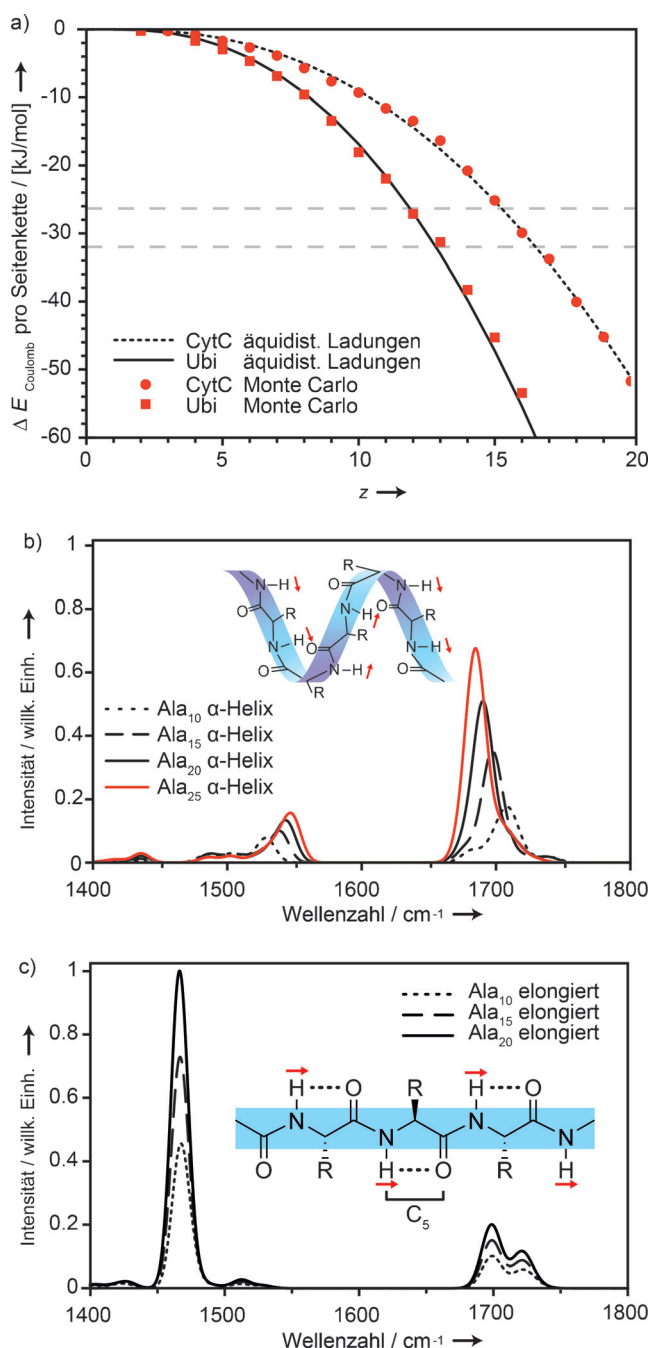 a)
Δ E Coulomb pro Seitenkette / [kJ/mol] →
0
-10
-20
-30
-40
-50
-60
CytC äquidist. Ladungen
Ubi äquidist. Ladungen
CytC Monte Carlo
Ubi Monte Carlo
0 5 10 15 20
z →
b)
Intensität / willk. Einh. →
1
0.8
0.6
0.4
0.2
0
N H R O N H O R N H O R N H O R N H O R N H O
Ala10 α-Helix
Ala15 α-Helix
Ala20 α-Helix
Ala25 α-Helix
1400 1500 1600 1700 1800
Wellenzahl / cm-1 →
c)
Intensität / willk. Einh. →
1
0.8
0.6
0.4
0.2
0
Ala10 elongiert
Ala15 elongiert
Ala20 elongiert
H O R H O
N N N N
O R H O R H
C5
1400 1500 1600 1700 1800
Wellenzahl / cm-1 →